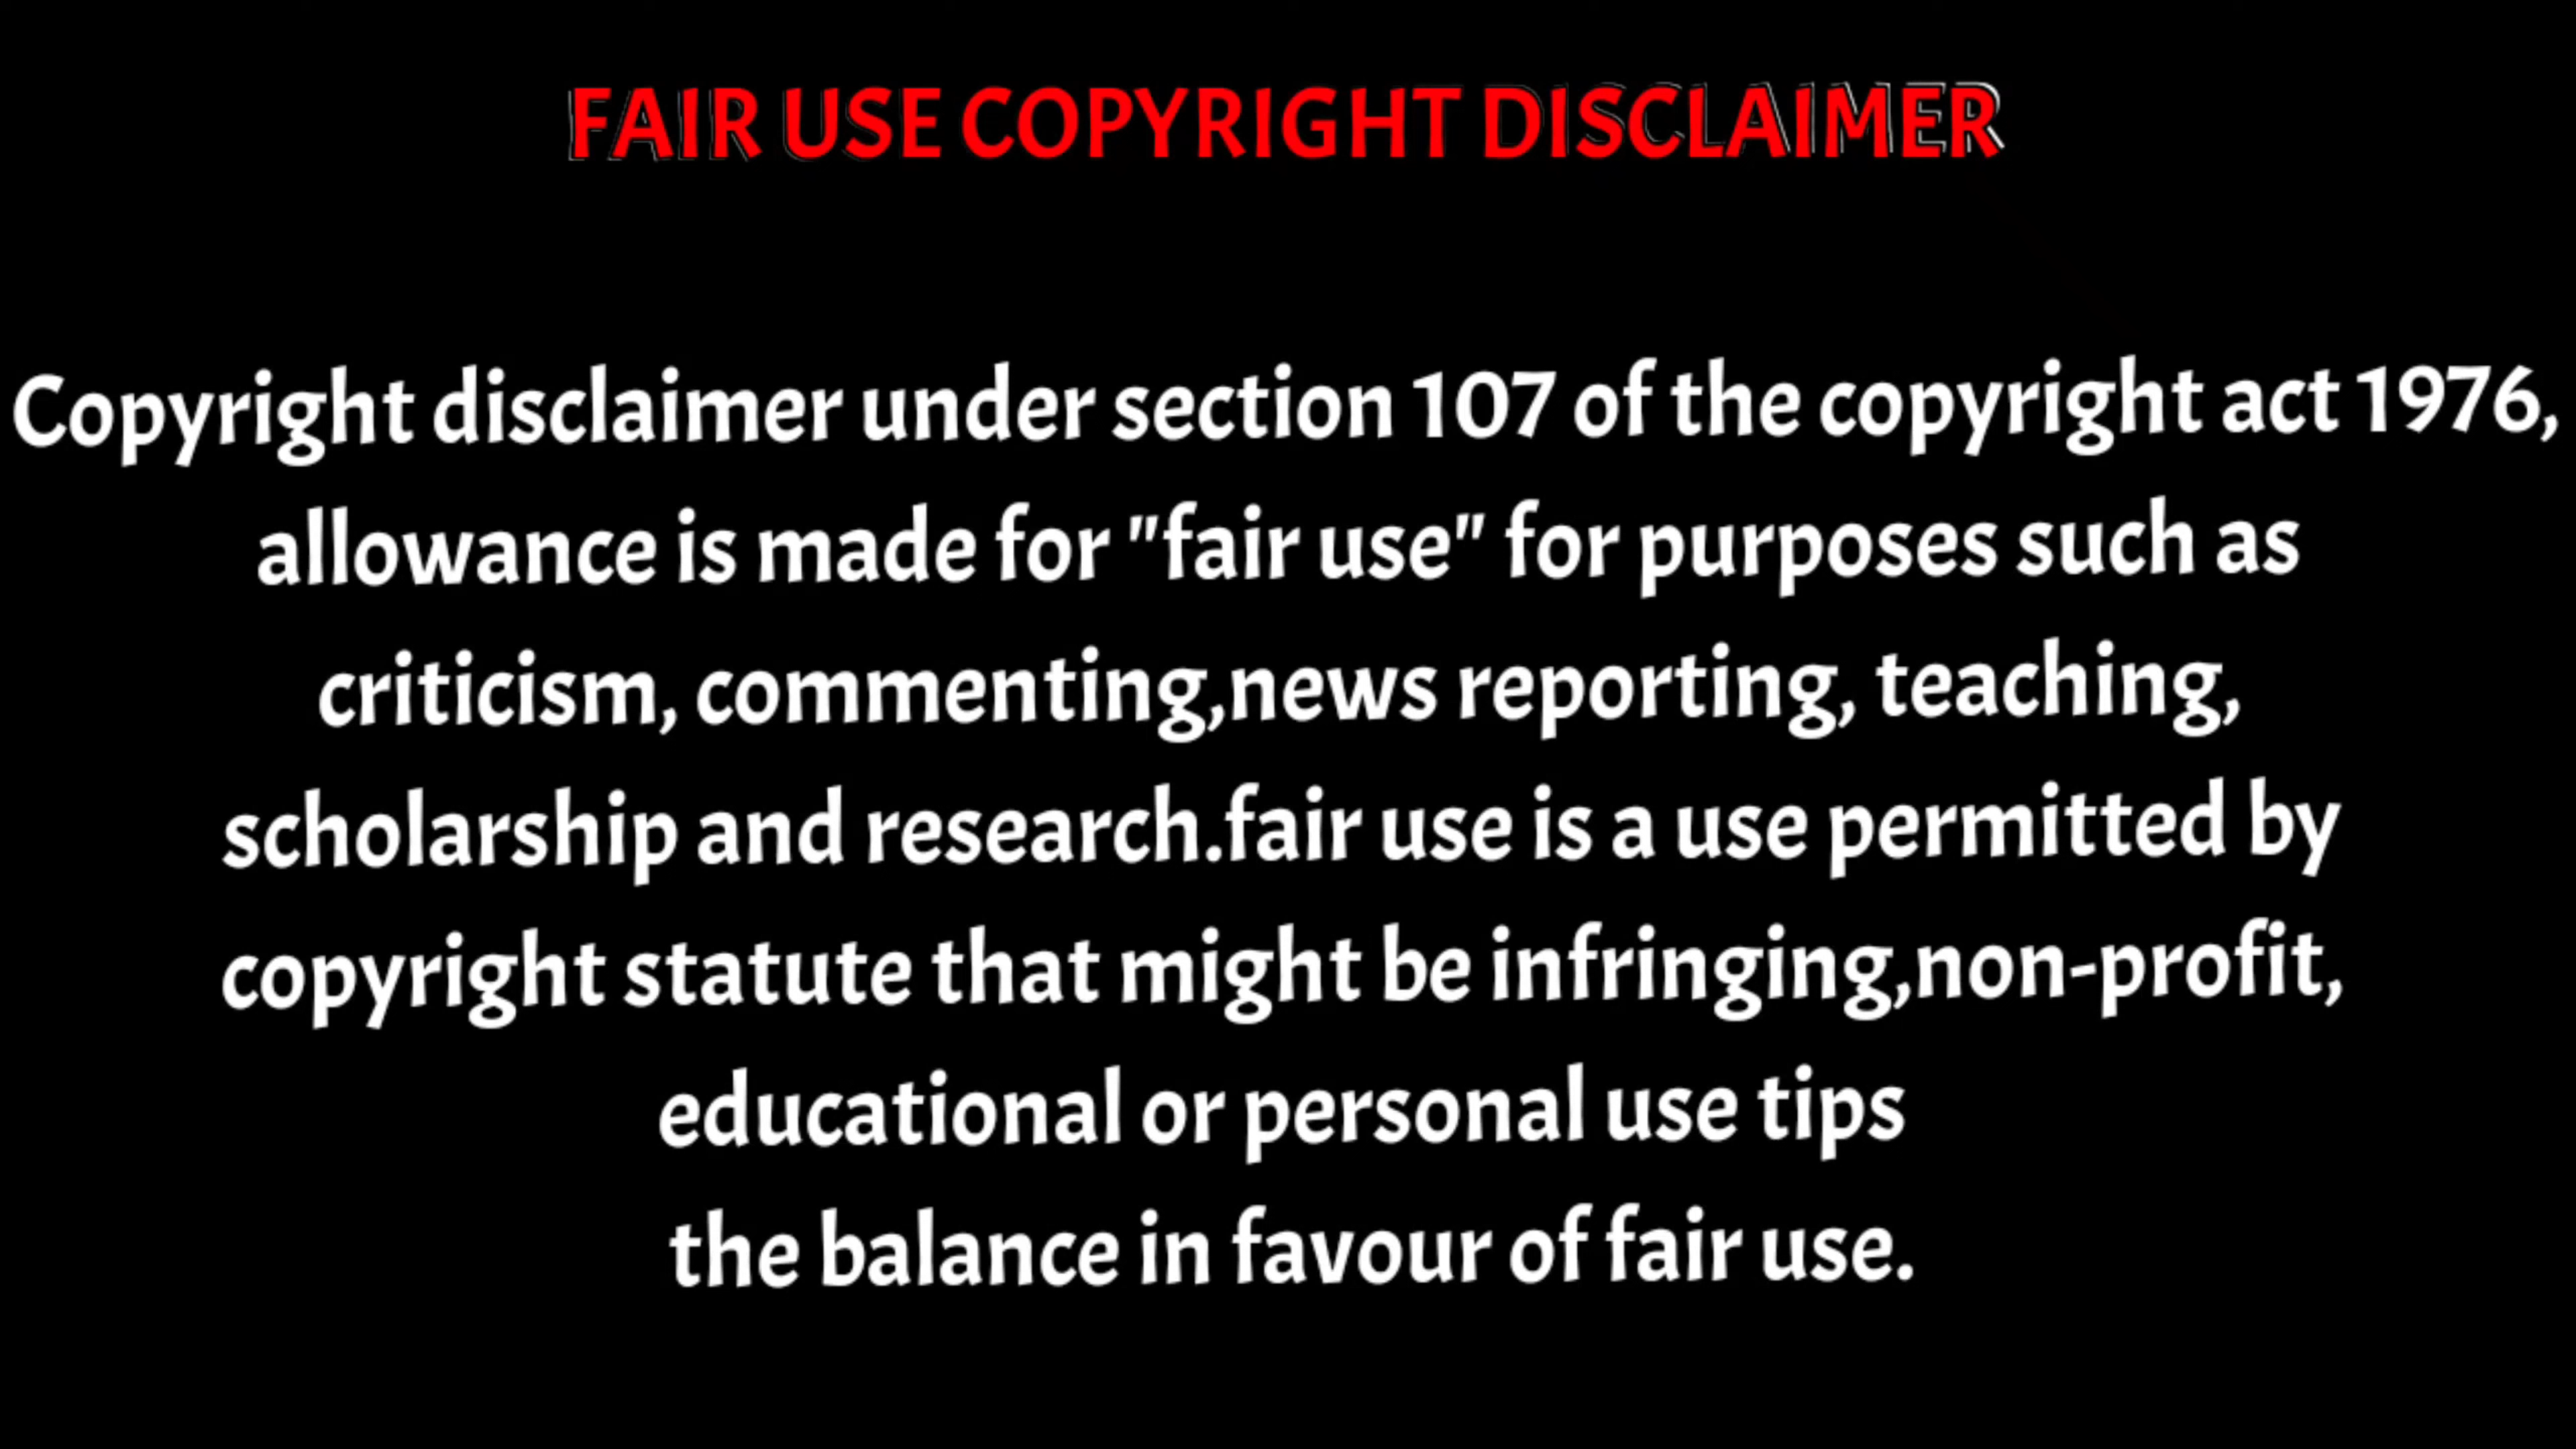 FAIR USE COPYRIGHT DISCLAIMER
Copyright disclaimer under section 107 of the copyright act 1976,
allowance is made for "fair use" for purposes such as
criticism, commenting,news reporting, teaching,
scholarship and research.fair use is a use permitted by
copyright statute that might be infringing,non-profit,
educational or personal use tips
the balance in favour of fair use.